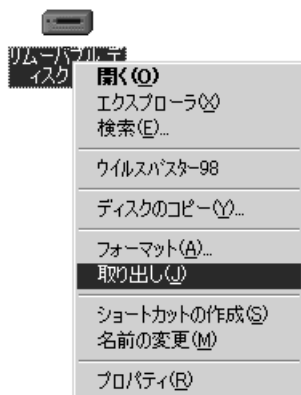 リムーバブル デ
ィスク
開く(O)
エクスプローラ(X)
検索(E)...
ウイルスバスター98
ディスクのコピー(Y)...
フォーマット(A)...
取り出し(J)
ショートカットの作成(S)
名前の変更(M)
プロパティ(R)